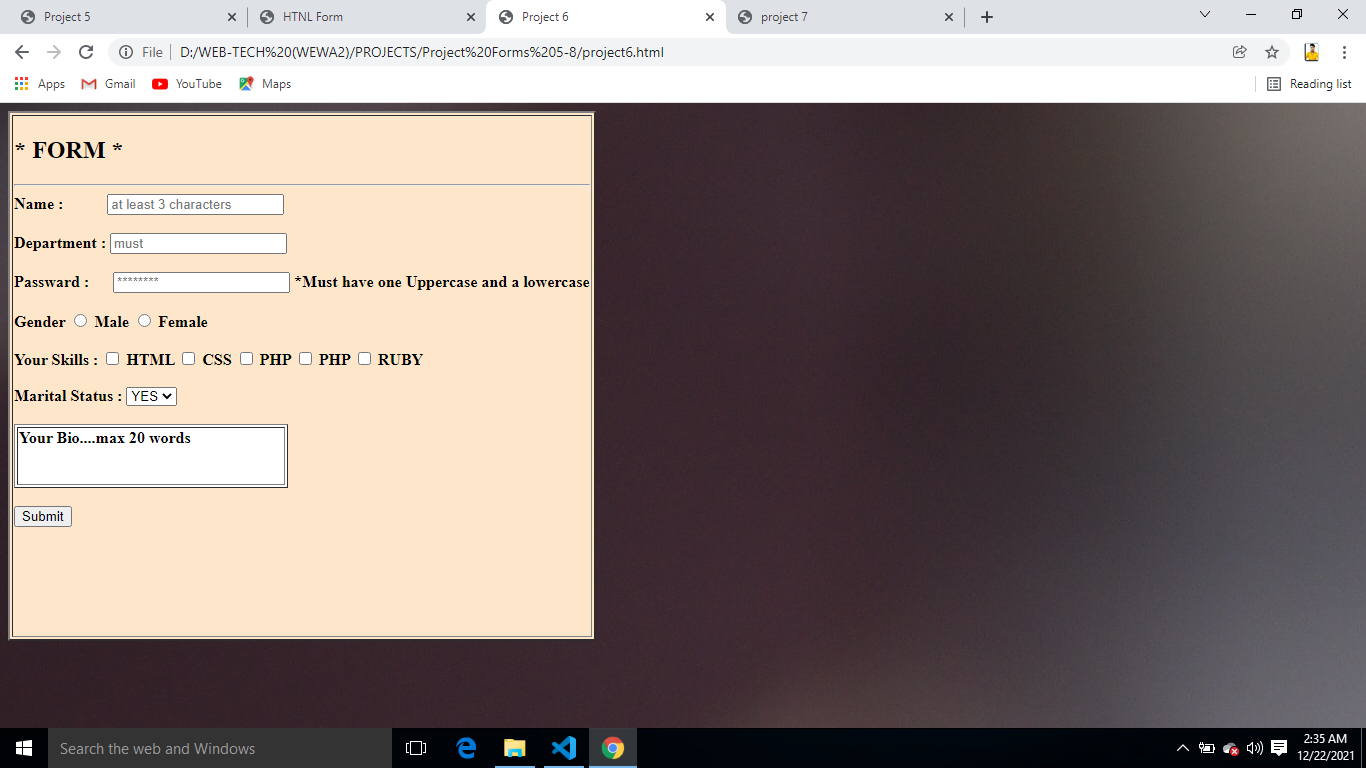 Project 5
HTNL Form
Project 6
project 7
File
D:/WEB-TECH%20(WEWA2)/PROJECTS/Project%20Forms%205-8/project6.html
Apps
Gmail
YouTube
Maps
Reading list
* FORM *
Name : at least 3 characters
Department : must
Passward : ******** *Must have one Uppercase and a lowercase
Gender Male Female
Your Skills : HTML CSS PHP PHP RUBY
Marital Status : YES
Your Bio....max 20 words
Submit
Search the web and Windows
2:35 AM
12/22/2021